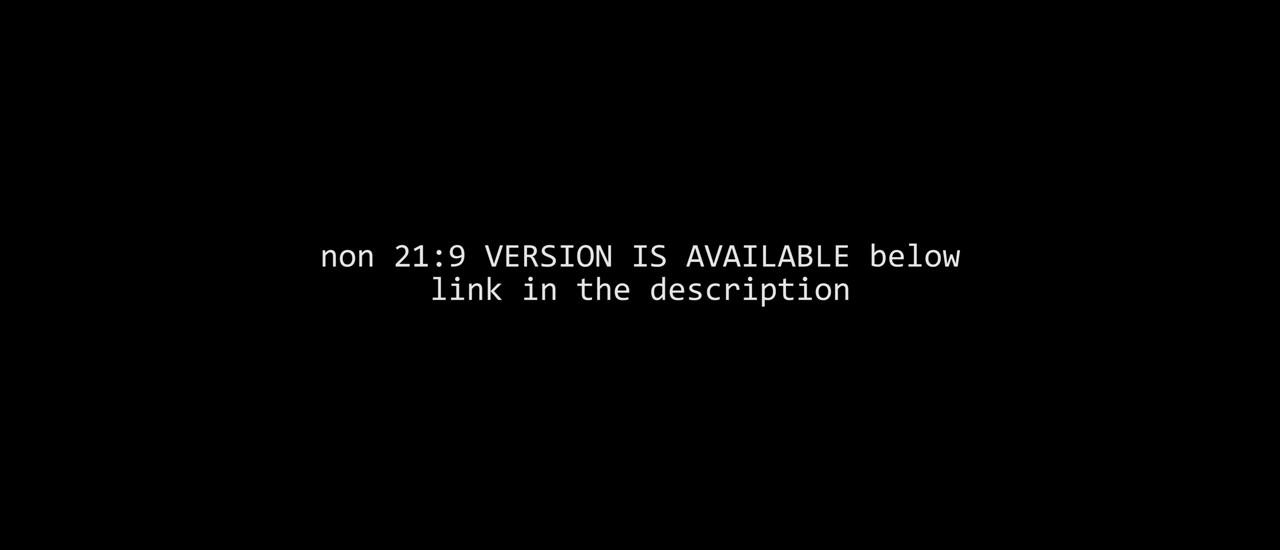 non 21:9 VERSION IS AVAILABLE below
link in the description